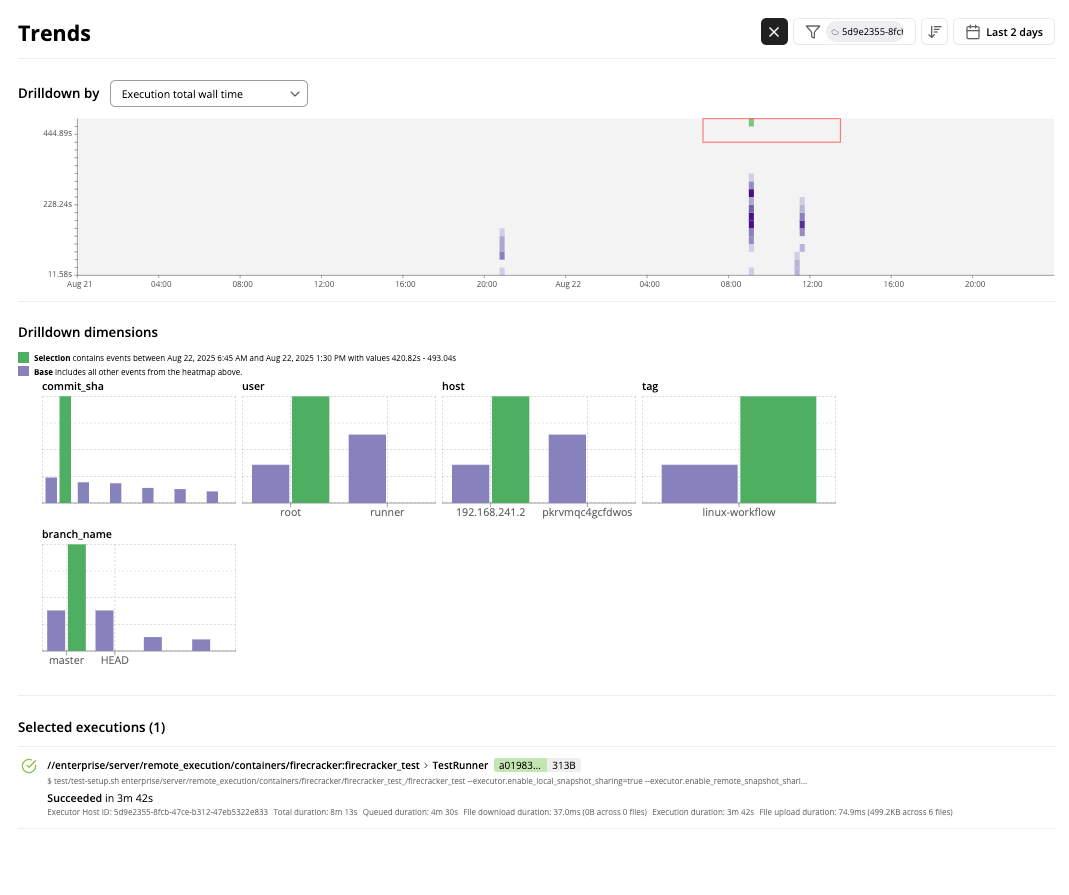 Trends
5d9e2355-8fcb
Last 2 days
Drilldown by
Execution total wall time
444.89s
228.24s
11.58s
Aug 21 04:00 08:00 12:00 16:00 20:00 Aug 22 04:00 08:00 12:00 16:00 20:00
Drilldown dimensions
Selection contains events between Aug 22, 2025 6:45 AM and Aug 22, 2025 1:30 PM with values 420.82s - 493.04s
Base includes all other events from the heatmap above.
commit_sha user host tag
root runner 192.168.241.2 pkrvmqc4gcfdwos linux-workflow
branch_name
master HEAD
Selected executions (1)
//enterprise/server/remote_execution/containers/firecracker:firecracker_test › TestRunner a01983... 313B
$ test/test-setup.sh enterprise/server/remote_execution/containers/firecracker/firecracker_test_/firecracker_test --executor.enable_local_snapshot_sharing=true --executor.enable_remote_snapshot_shari...
Succeeded in 3m 42s
Executor Host ID: 5d9e2355-8fcb-47ce-b312-47eb5322e833 Total duration: 8m 13s Queued duration: 4m 30s File download duration: 37.0ms (0B across 0 files) Execution duration: 3m 42s File upload duration: 74.9ms (499.2KB across 6 files)